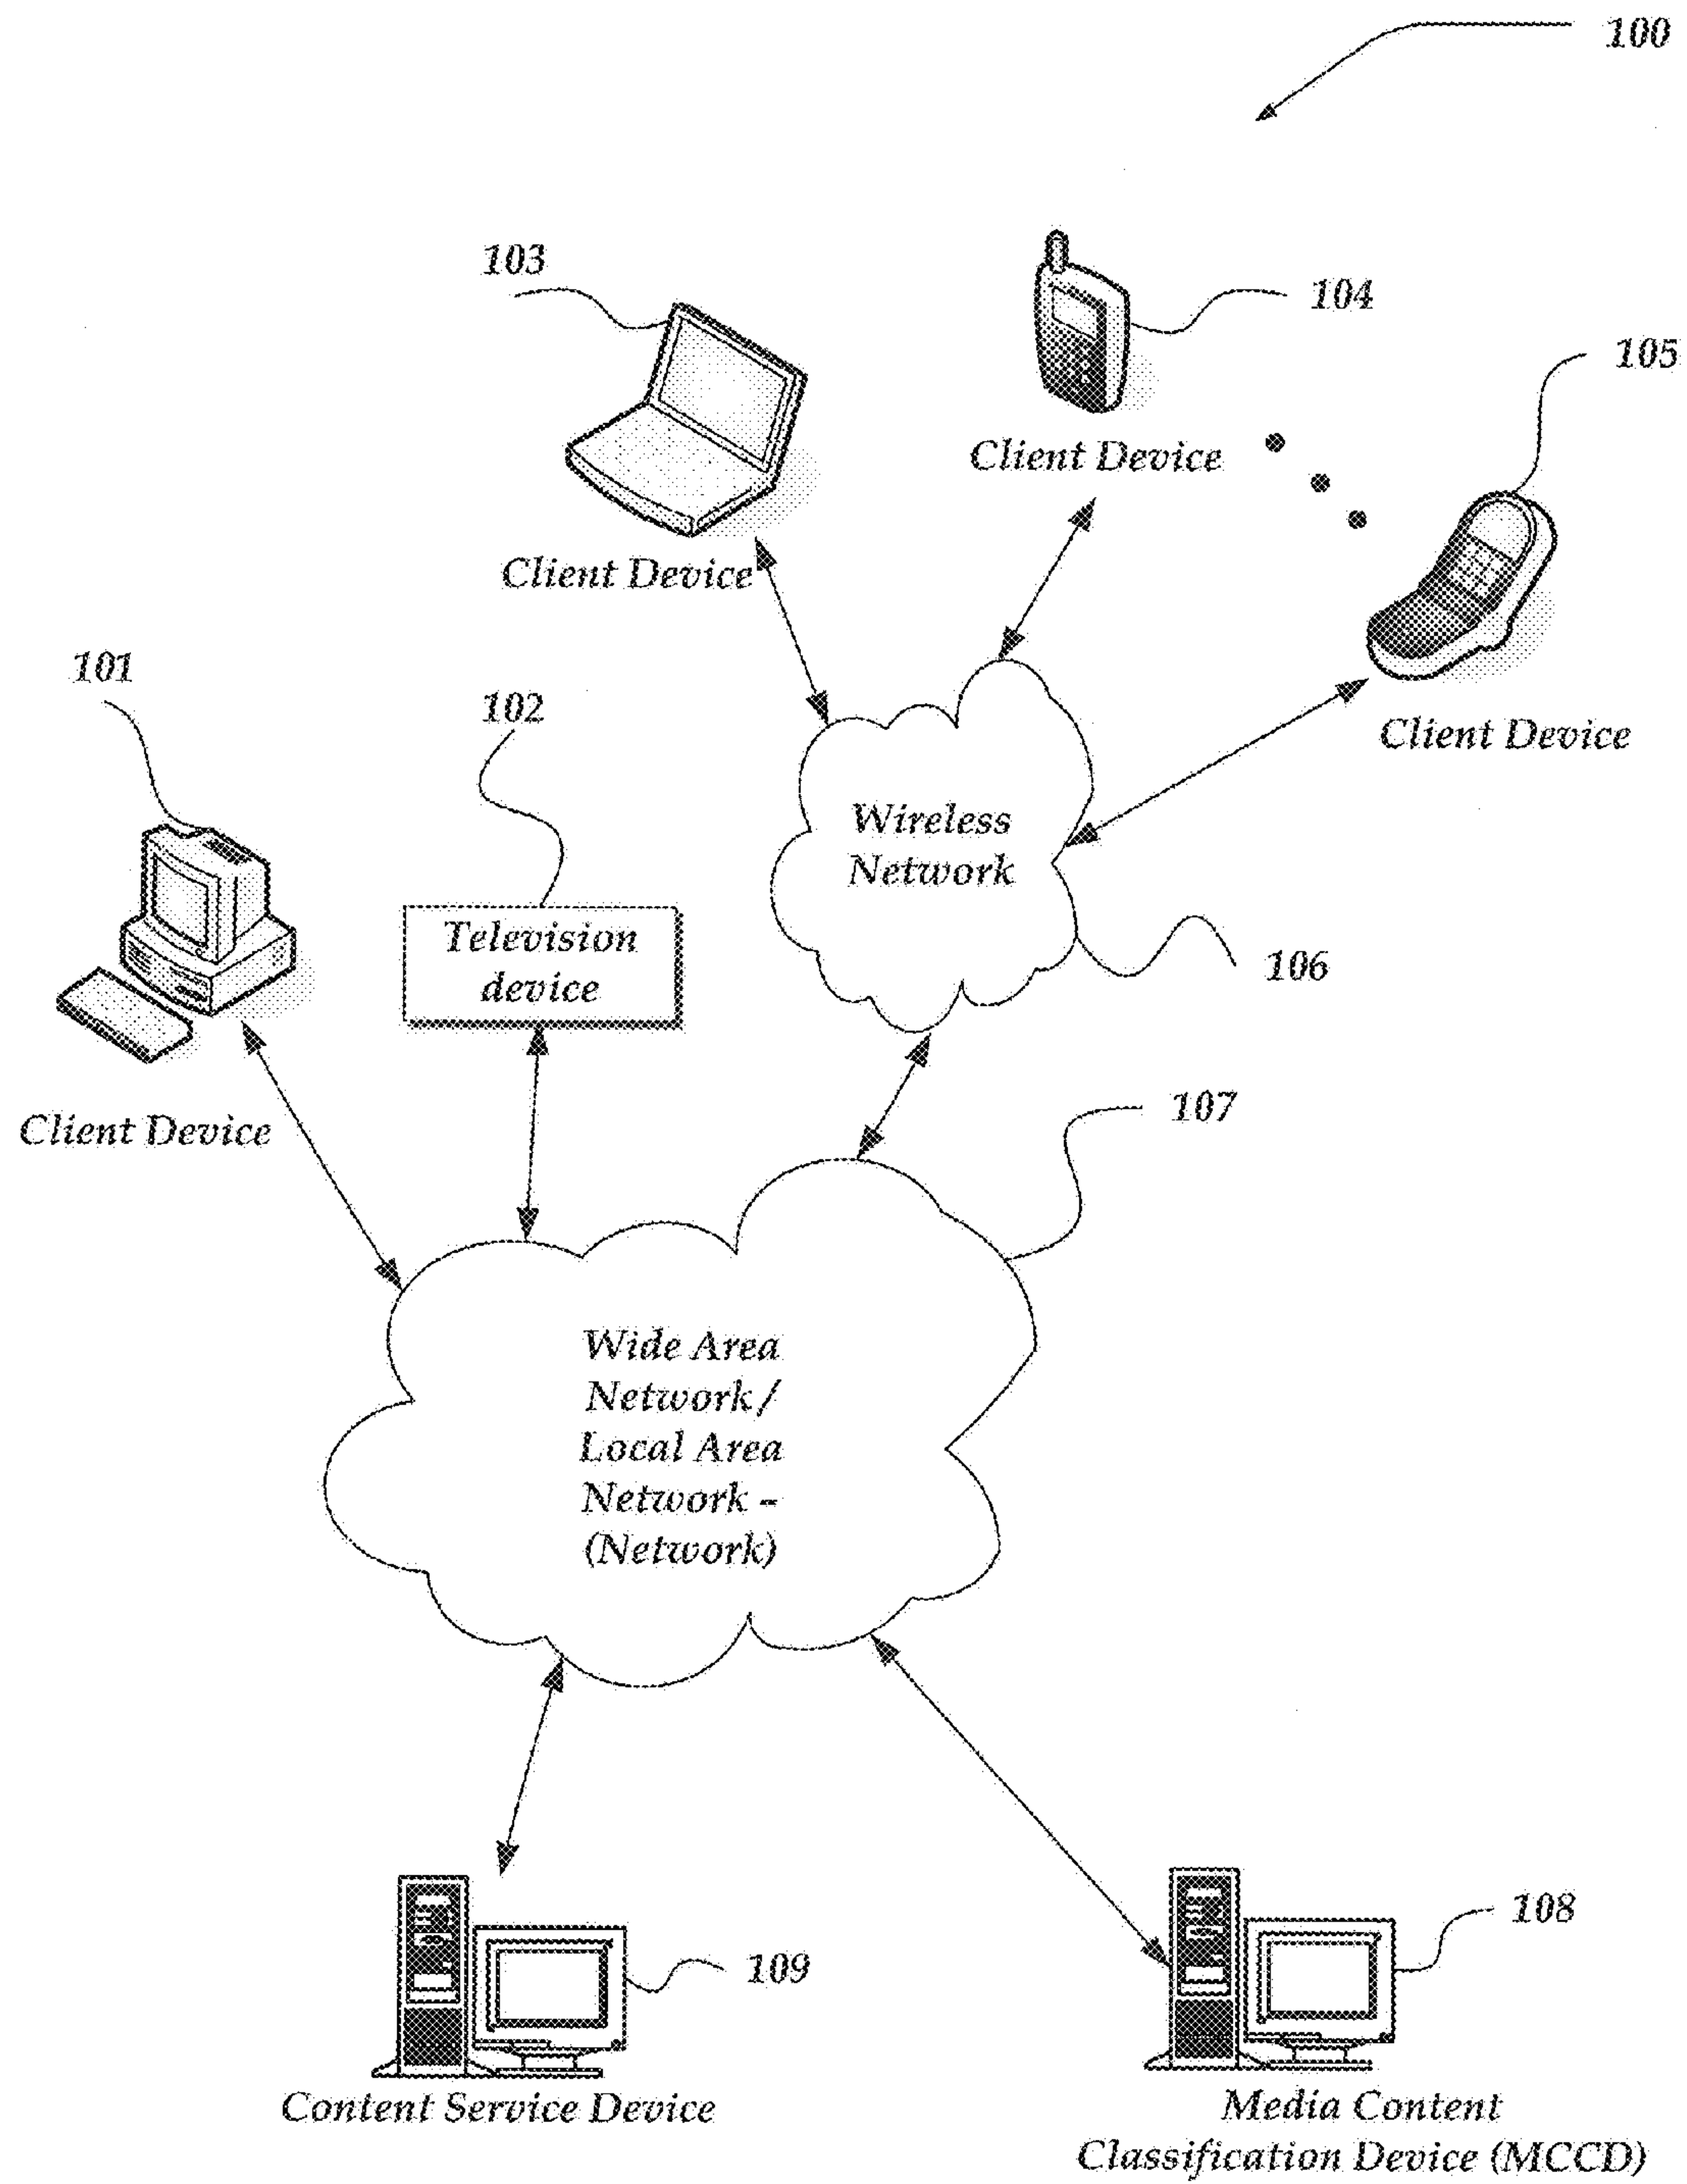 100
103
104
105
Client Device
Client Device
101
102
Client Device
Wireless
Network
Television
device
106
107
Client Device
Wide Area
Network/
Local Area
Network –
(Network)
108
109
Content Service Device
Media Content
Classification Device (MCCD)